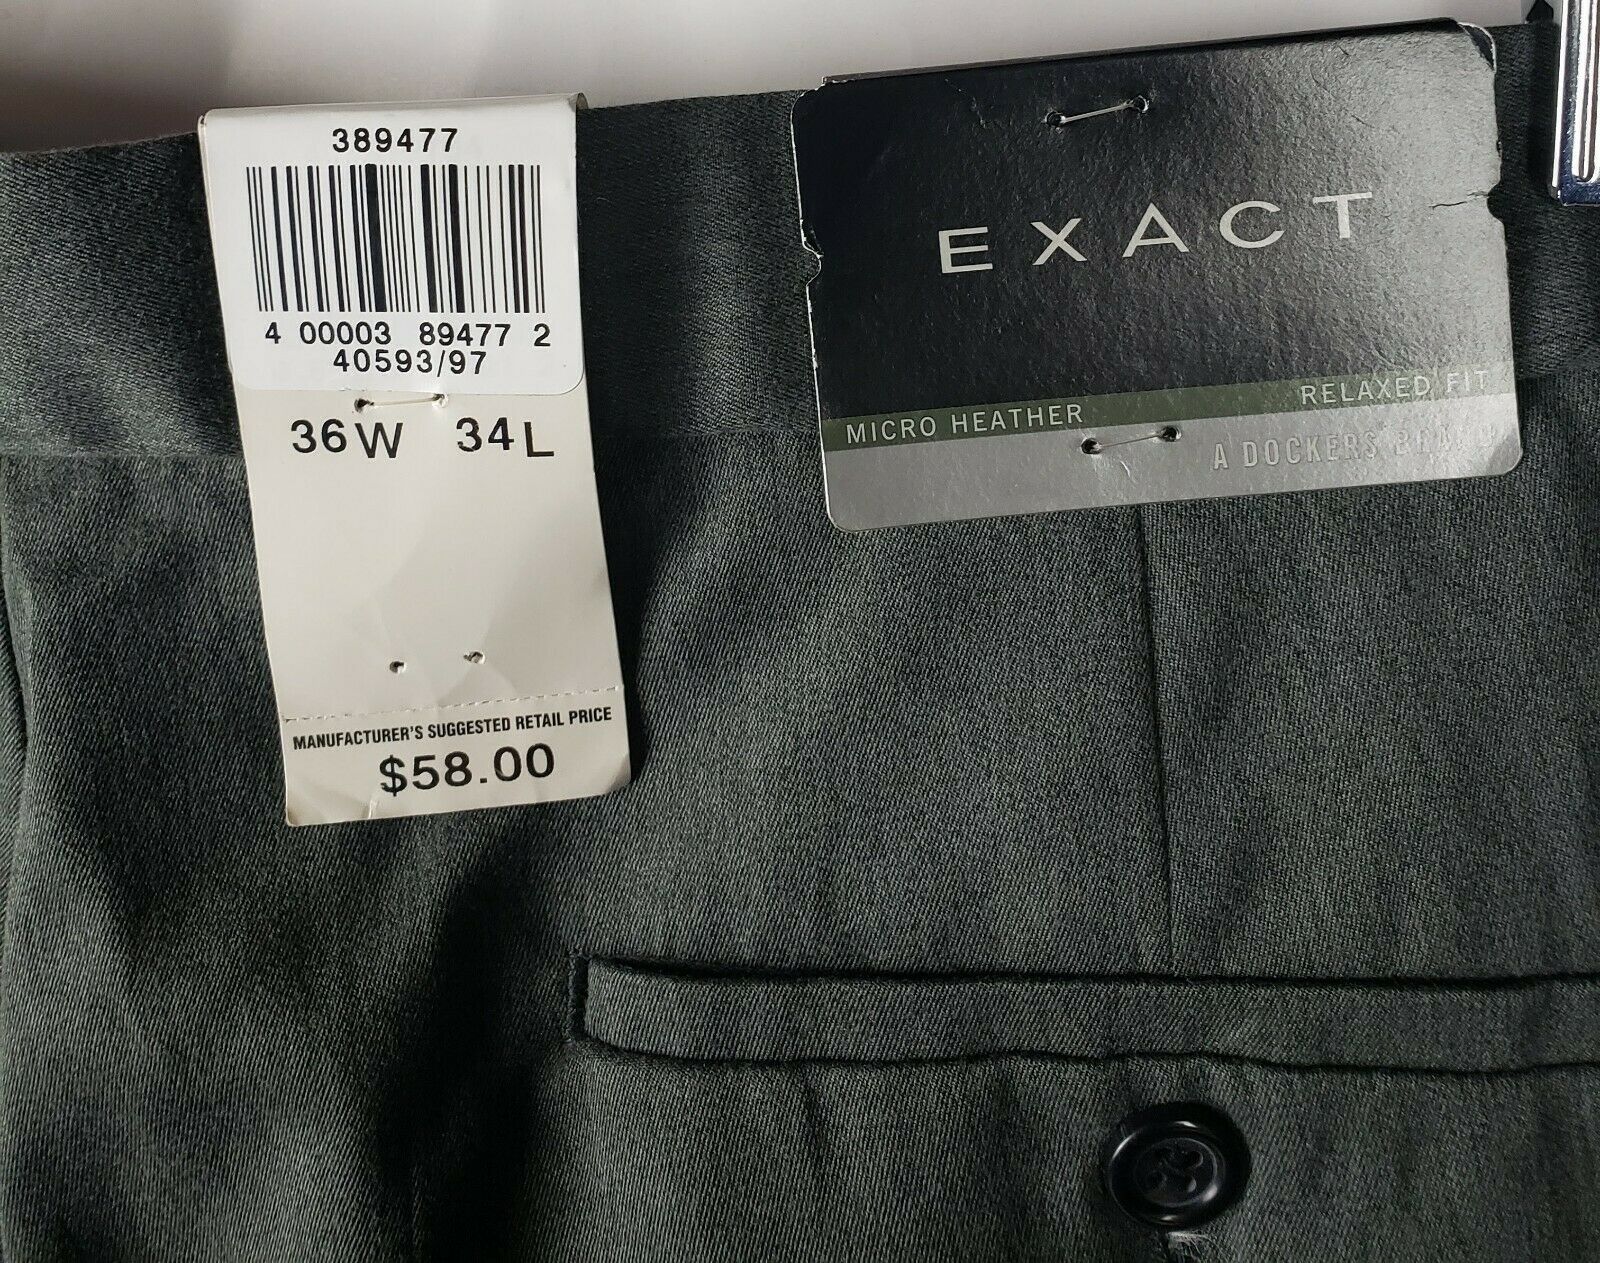 389477
4 00003 89477 2
40593/97
36W 34L
MANUFACTURER'S SUGGESTED RETAIL PRICE
$58.00
EXACT
MICRO HEATHER RELAXED FIT
A DOCKERS BRAND